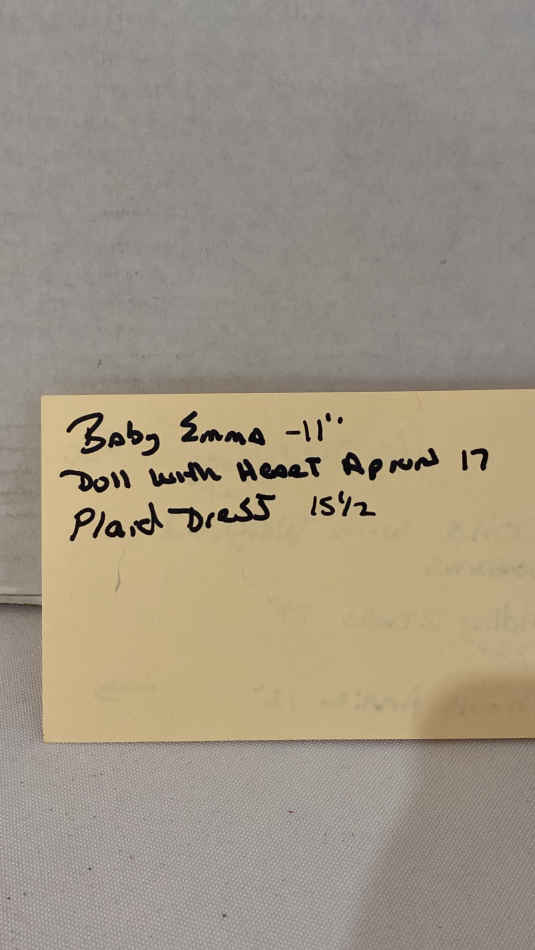 Baby Emma -11"
Doll with Heart Apron 17
Plaid Dress 15 1/2